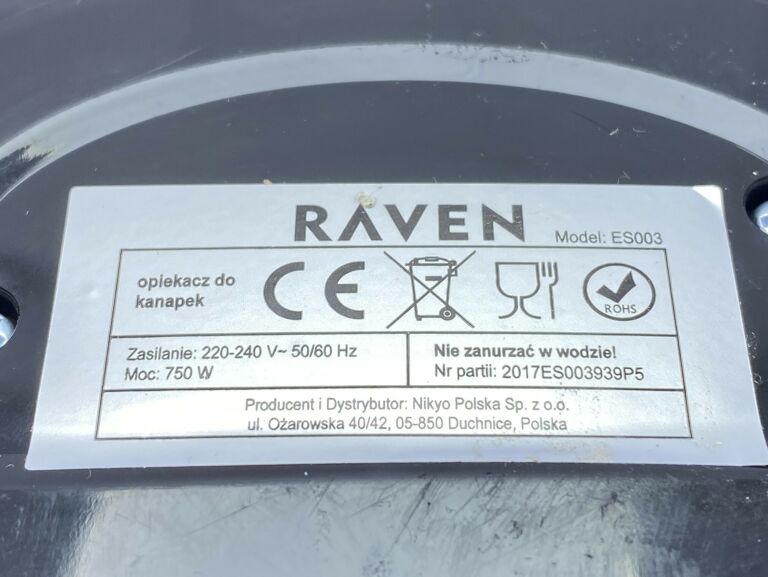 RAVEN
Model: ES003
opiekacz do
kanapek
CE
ROHS
Zasilanie: 220-240 V~ 50/60 Hz
Moc: 750 W
Nie zanurzać w wodzie!
Nr partii: 2017ES003939P5
Producent i Dystrybutor: Nikyo Polska Sp. z o.o.
ul. Ożarowska 40/42, 05-850 Duchnice, Polska